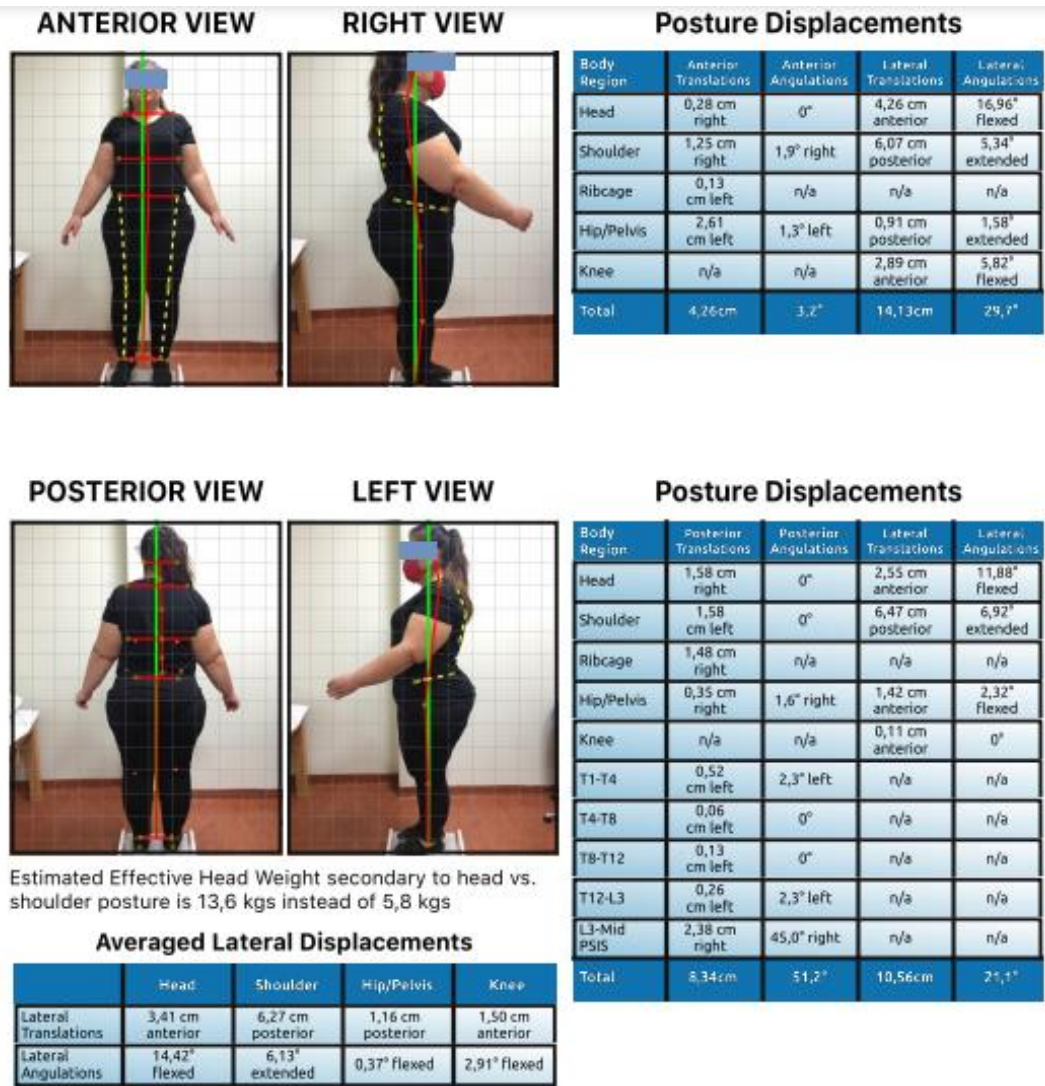 ANTERIOR VIEW RIGHT VIEW Posture Displacements
Body Region Anterior Translations Anterior Angulations Lateral Translations Lateral Angulations
Head 0,28 cm right 0° 4,26 cm anterior 16,96° flexed
Shoulder 1,25 cm right 1,9° right 6,07 cm posterior 5,34° extended
Ribcage 0,13 cm left n/a n/a n/a
Hip/Pelvis 2,61 cm left 1,3° left 0,91 cm posterior 1,58° extended
Knee n/a n/a 2,89 cm anterior 5,82° flexed
Total 4,26cm 3,2° 14,13cm 29,7°
POSTERIOR VIEW LEFT VIEW Posture Displacements
Body Region Posterior Translations Posterior Angulations Lateral Translations Lateral Angulations
Head 1,58 cm right 0° 2,55 cm anterior 11,88° flexed
Shoulder 1,58 cm left 0° 6,47 cm posterior 6,92° extended
Ribcage 1,48 cm right n/a n/a n/a
Hip/Pelvis 0,35 cm right 1,6° right 1,42 cm anterior 2,32° flexed
Knee n/a n/a 0,11 cm anterior 0°
T1-T4 0,52 cm left 2,3° left n/a n/a
T4-T8 0,06 cm left 0° n/a n/a
T8-T12 0,13 cm left 0° n/a n/a
T12-L3 0,26 cm left 2,3° left n/a n/a
L3-Mid PSIS 2,38 cm right 45,0° right n/a n/a
Total 8,34cm 51,2° 10,56cm 21,1°
Estimated Effective Head Weight secondary to head vs.
shoulder posture is 13,6 kgs instead of 5,8 kgs
Averaged Lateral Displacements
Head Shoulder Hip/Pelvis Knee
Lateral Translations 3,41 cm anterior 6,27 cm posterior 1,16 cm posterior 1,50 cm anterior
Lateral Angulations 14,42° flexed 6,13° extended 0,37° flexed 2,91° flexed